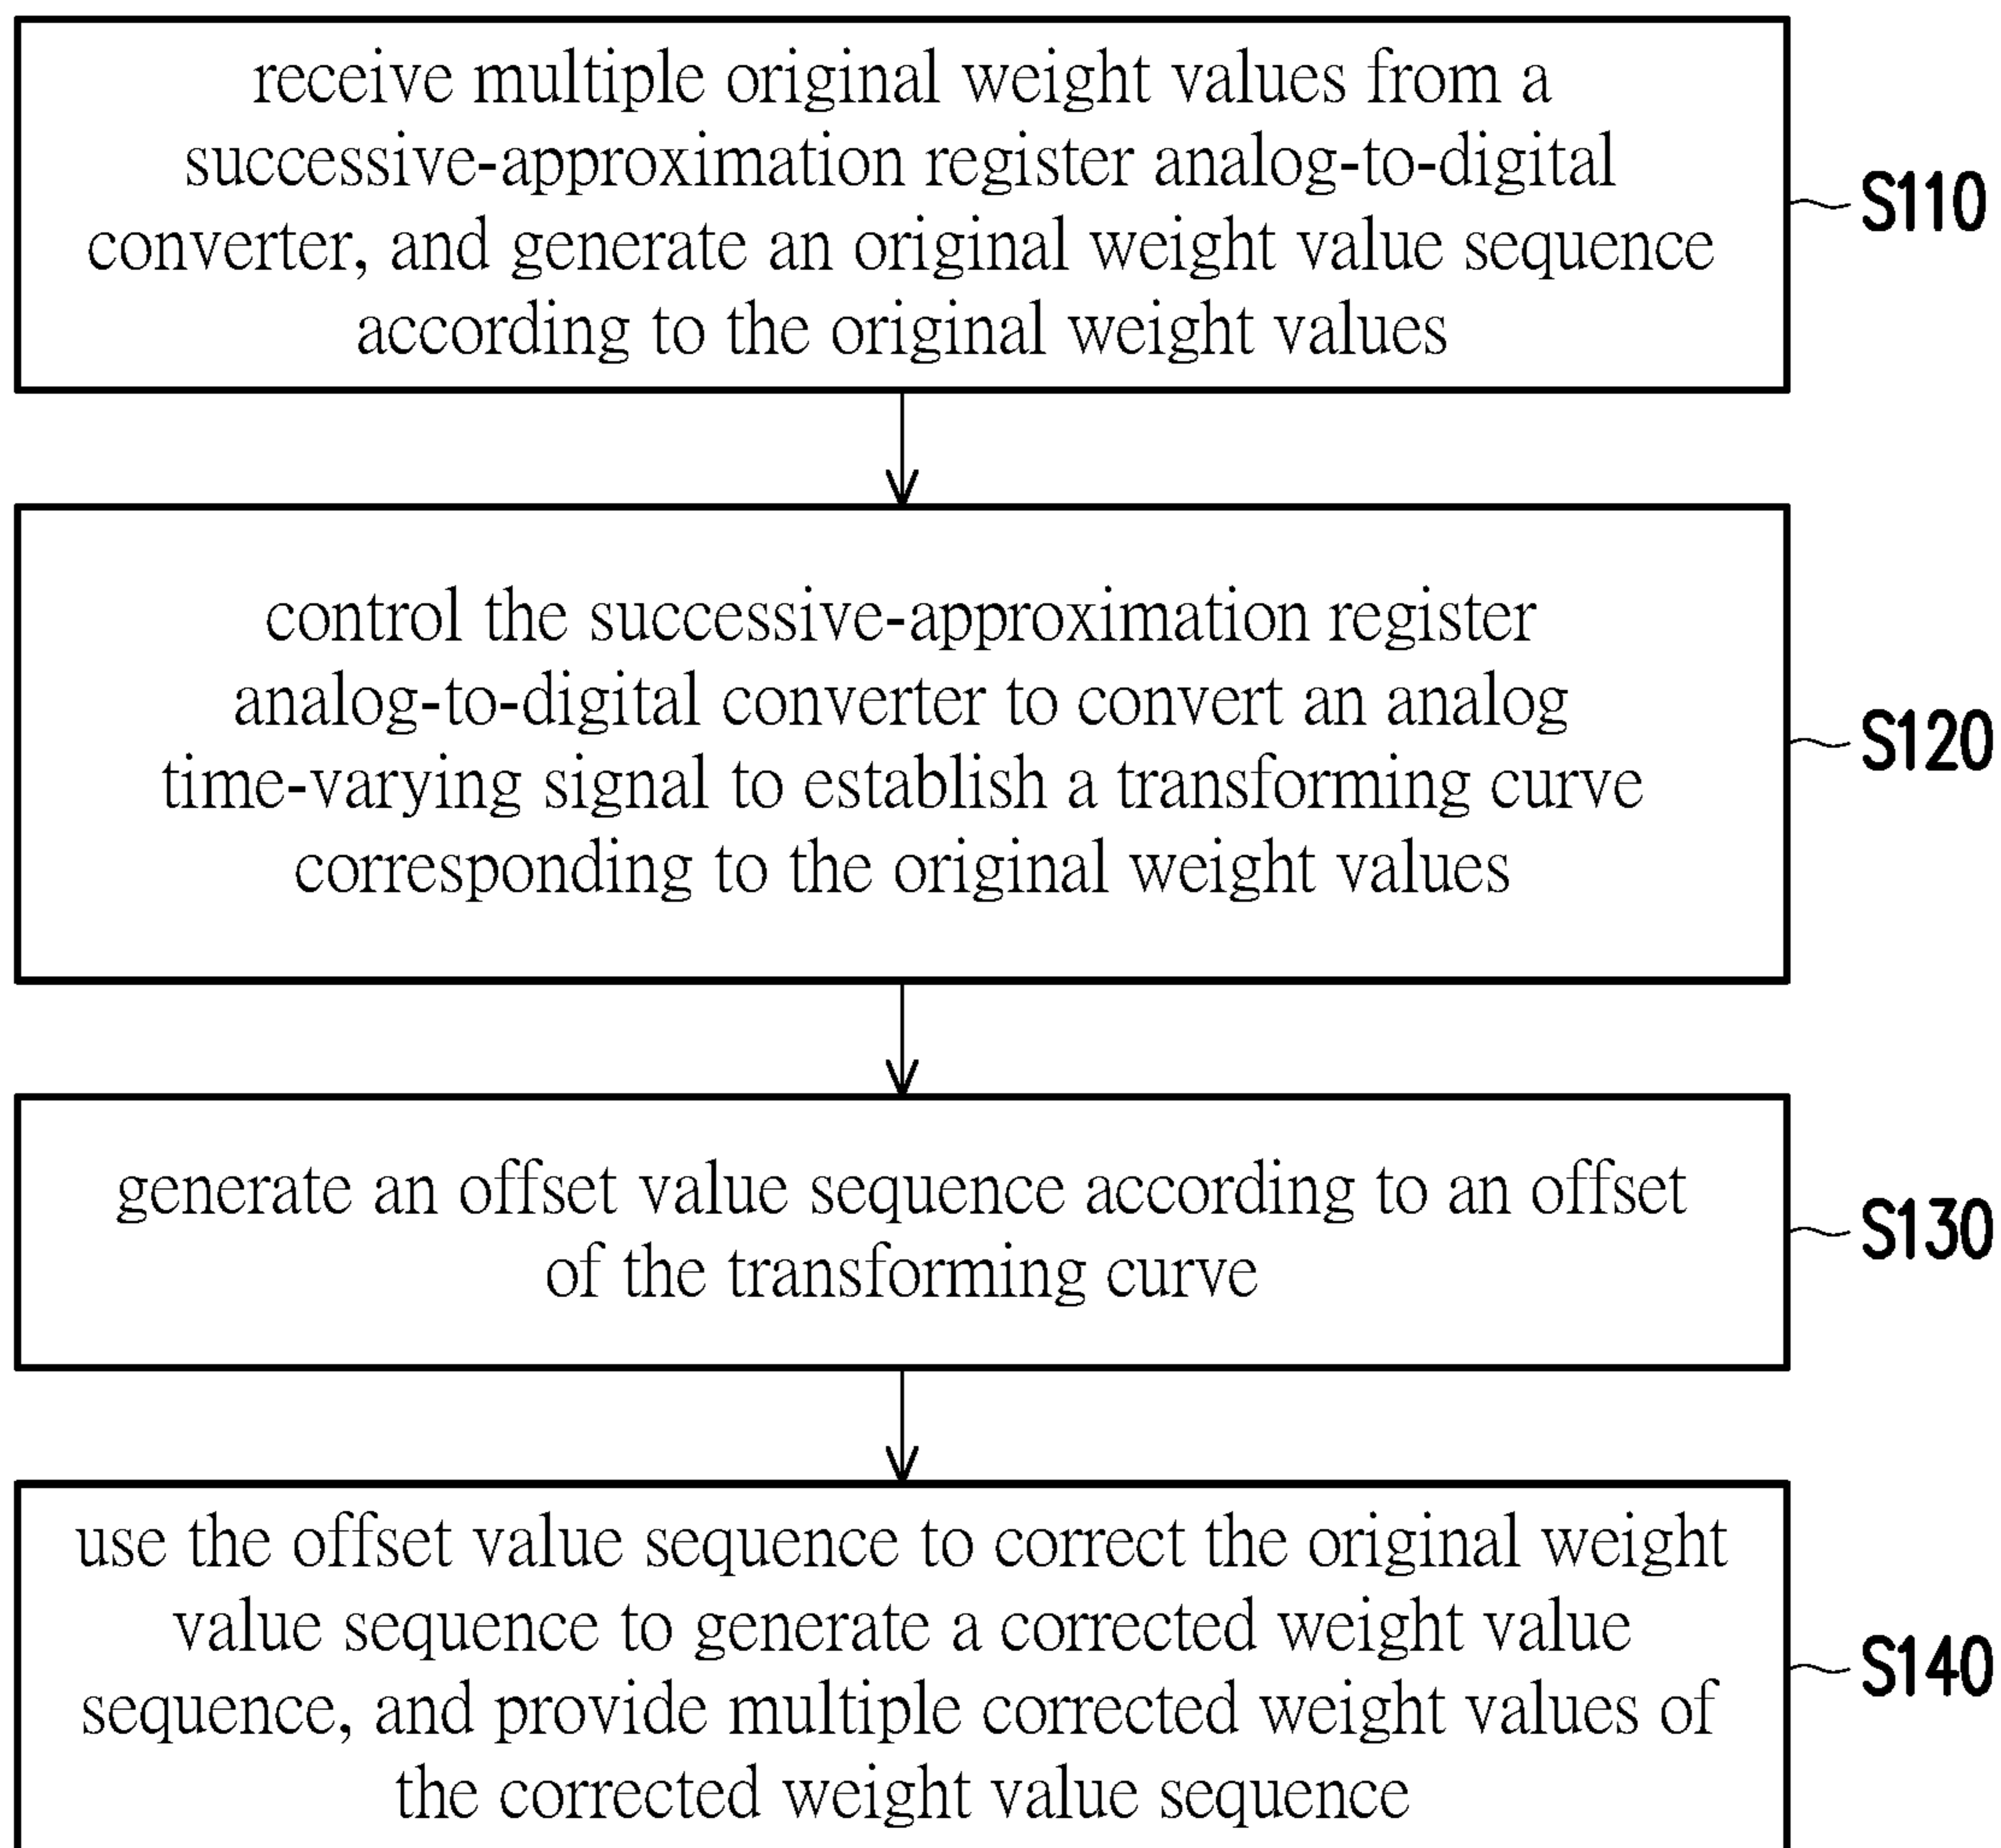 receive multiple original weight values from a
successive-approximation register analog-to-digital
converter, and generate an original weight value sequence
according to the original weight values
S110
control the successive-approximation register
analog-to-digital converter to convert an analog
time-varying signal to establish a transforming curve
corresponding to the original weight values
S120
generate an offset value sequence according to an offset
of the transforming curve
S130
use the offset value sequence to correct the original weight
value sequence to generate a corrected weight value
sequence, and provide multiple corrected weight values of
the corrected weight value sequence
S140